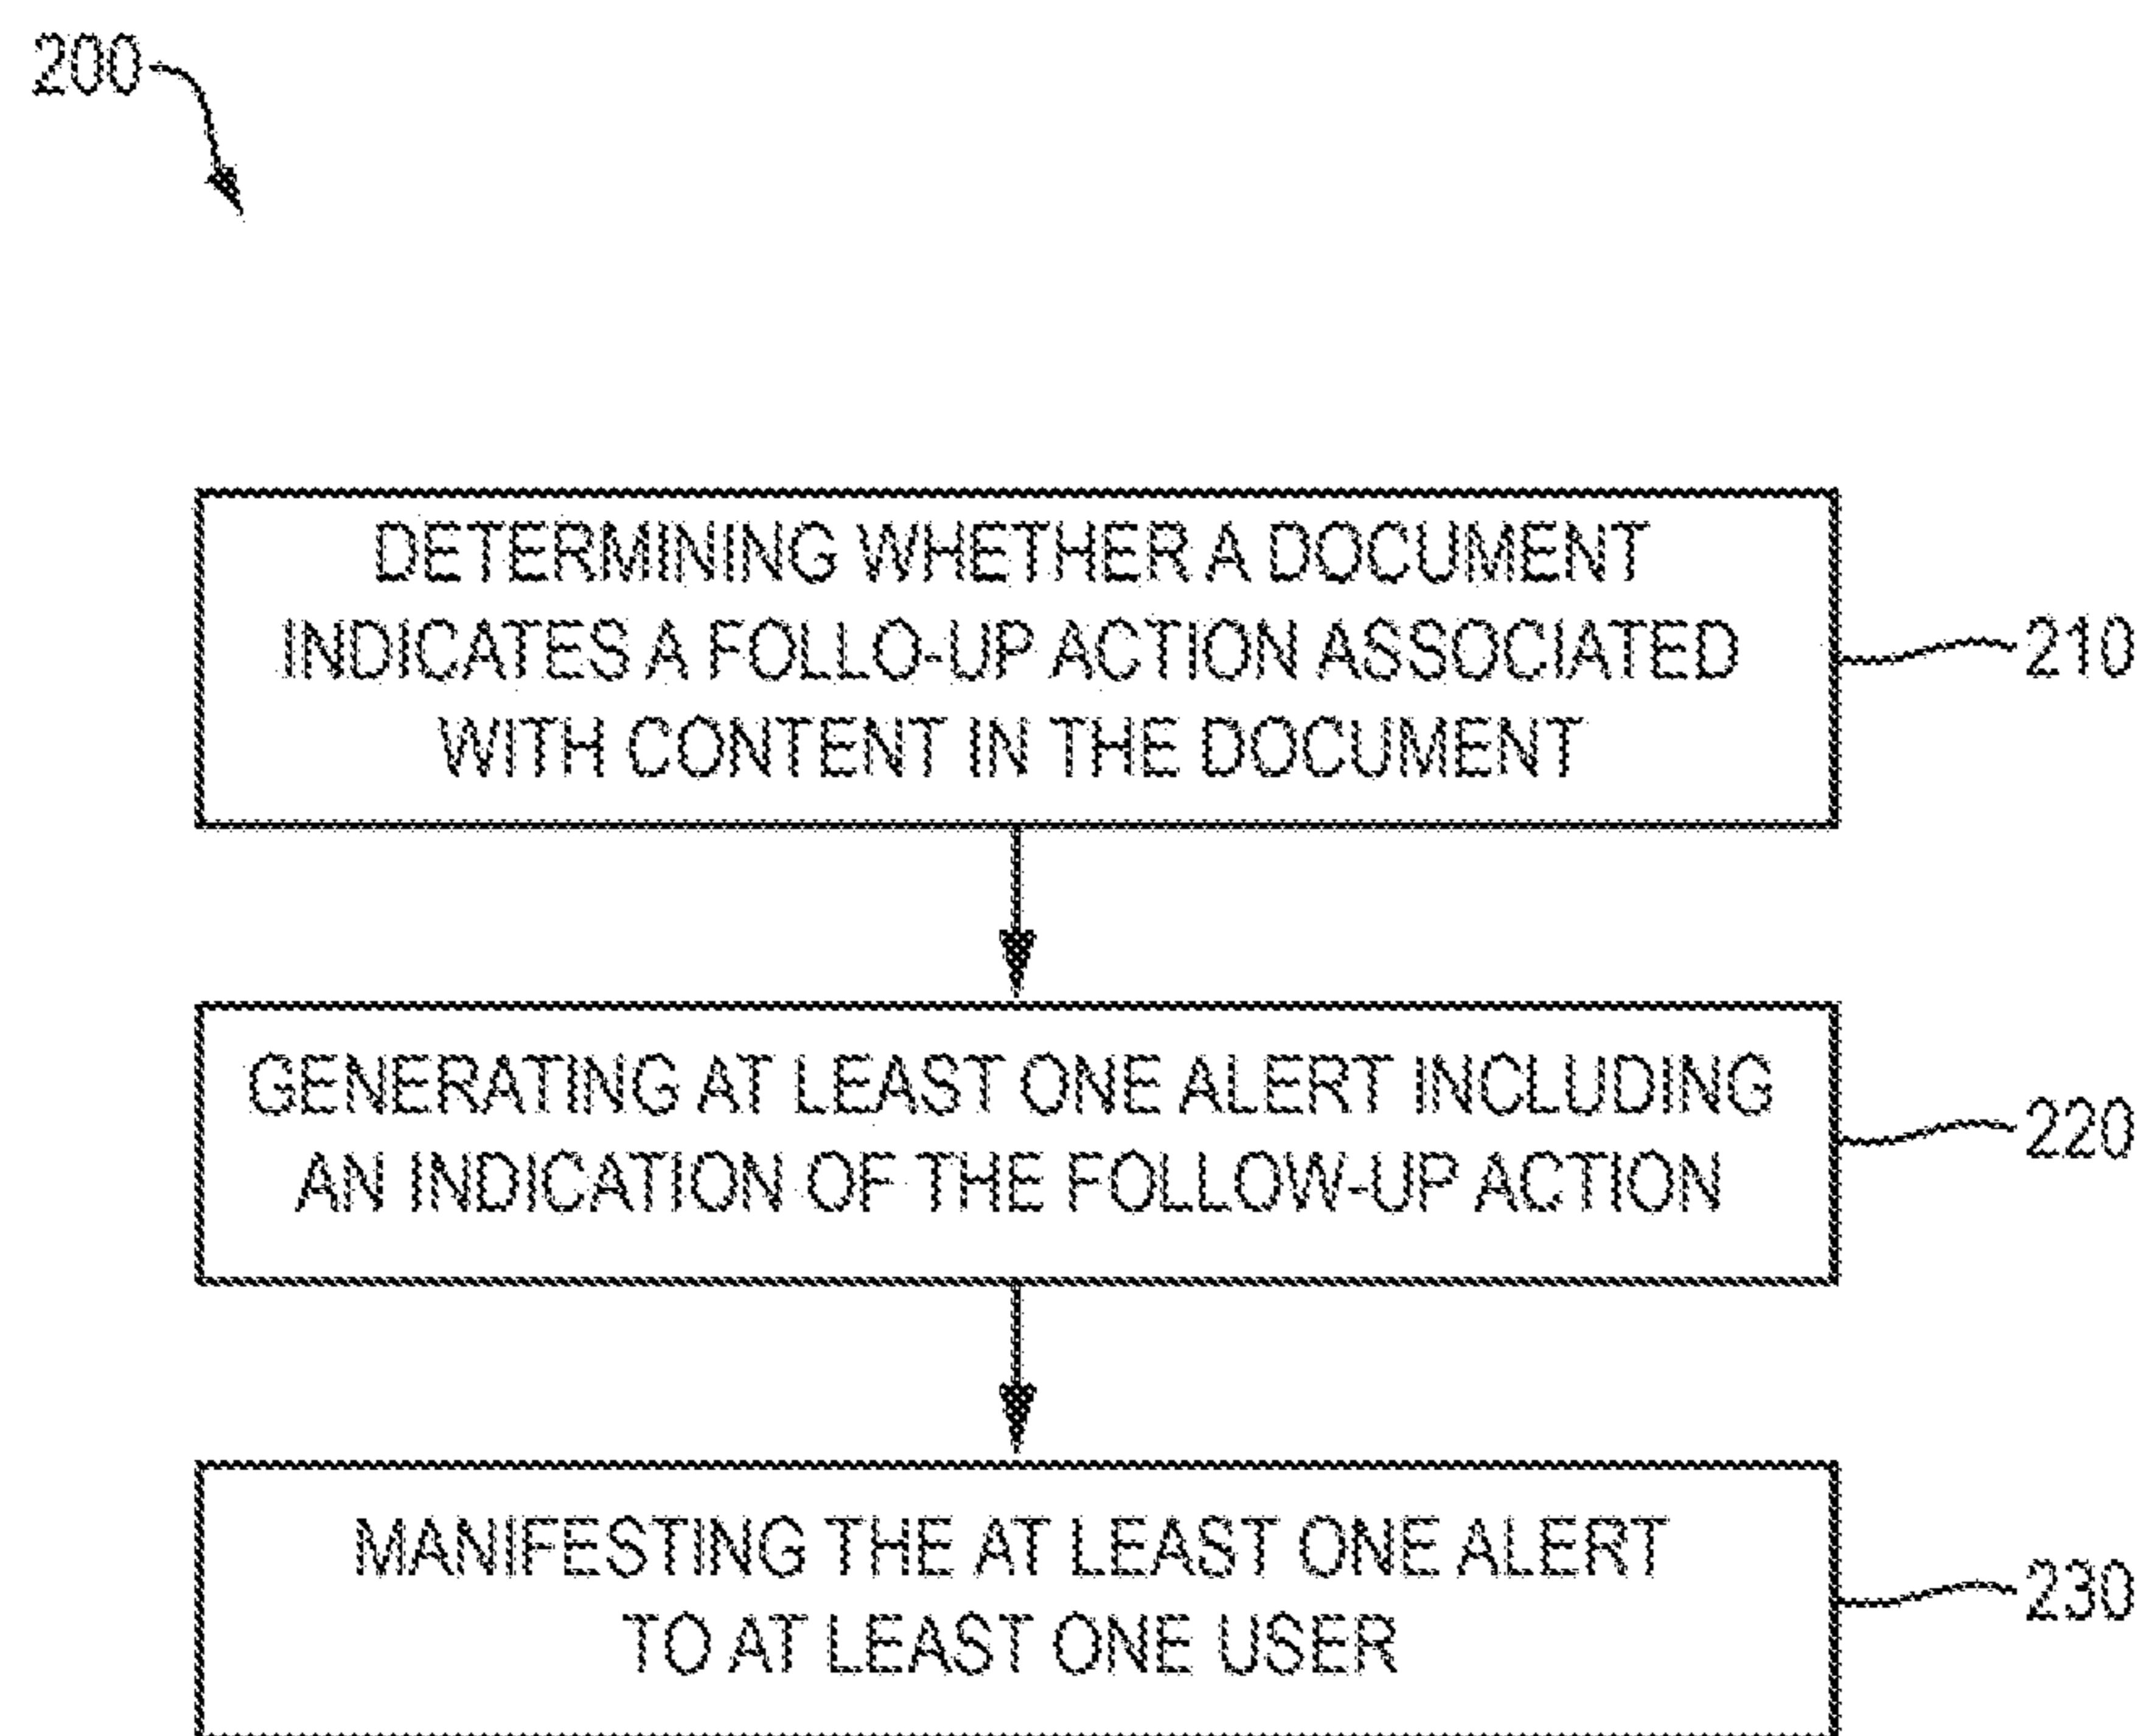 200
DETERMINING WHETHER A DOCUMENT
INDICATES A FOLLO-UP ACTION ASSOCIATED
WITH CONTENT IN THE DOCUMENT
210
GENERATING AT LEAST ONE ALERT INCLUDING
AN INDICATION OF THE FOLLOW-UP ACTION
220
MANIFESTING THE AT LEAST ONE ALERT
TO AT LEAST ONE USER
230